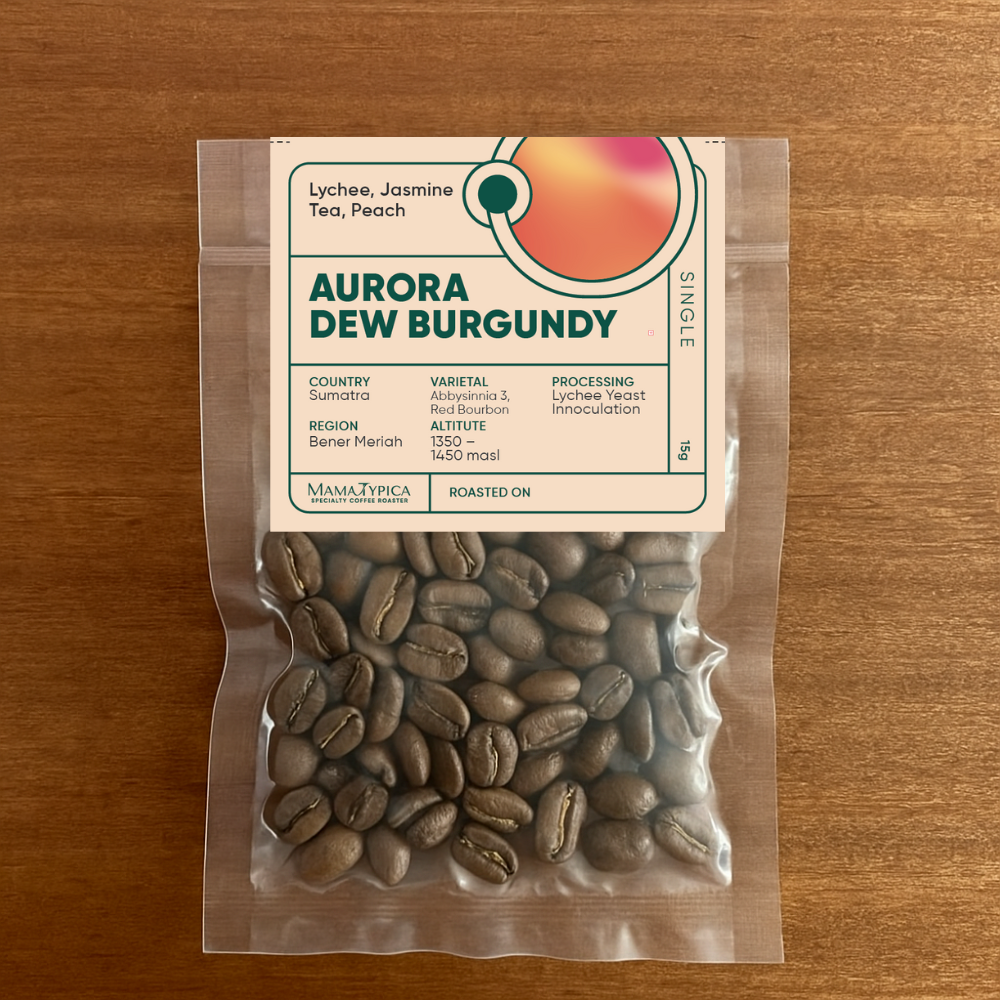 Lychee, Jasmine
Tea, Peach
AURORA
DEW BURGUNDY
SINGLE
15g
COUNTRY
Sumatra
REGION
Bener Meriah
VARIETAL
Abbysinnia 3,
Red Bourbon
ALTITUTE
1350 –
1450 masl
PROCESSING
Lychee Yeast
Innoculation
MAMATYPICA
SPECIALTY COFFEE ROASTER
ROASTED ON